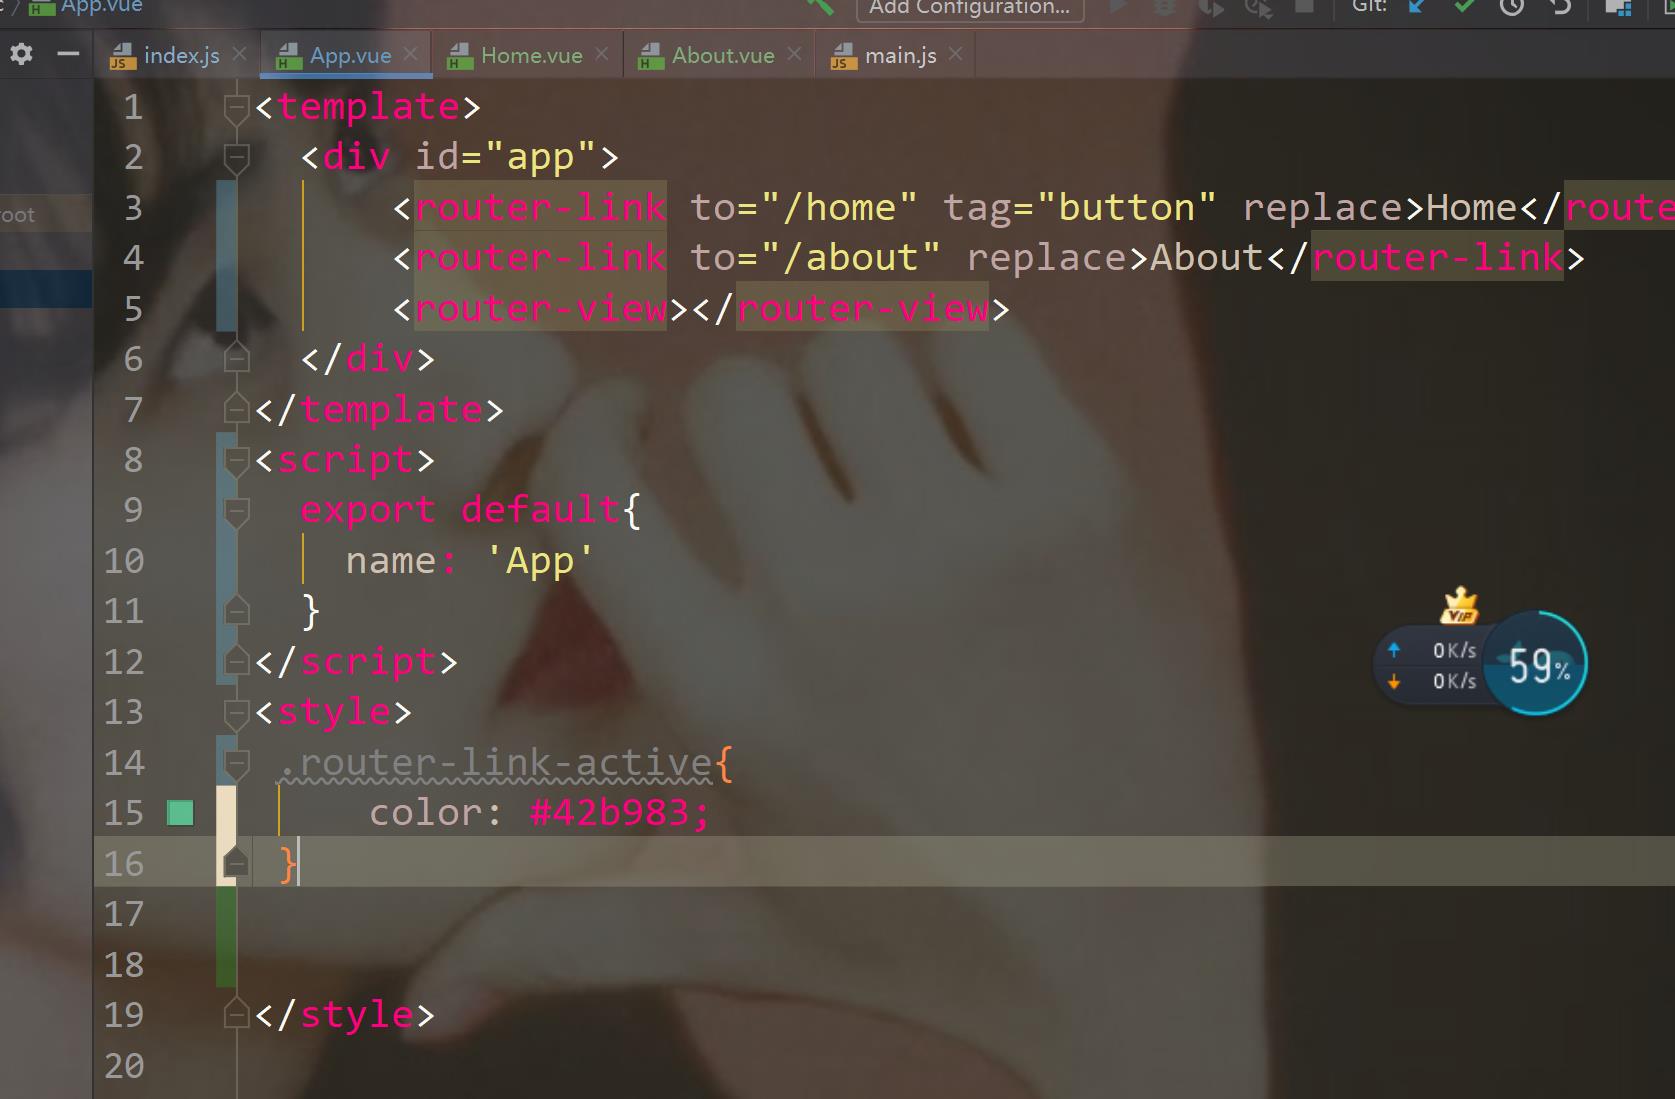 App.vue
Add Configuration...
Git:
index.js
App.vue
Home.vue
About.vue
main.js
1 <template>
2 <div id="app">
3 <router-link to="/home" tag="button" replace>Home</route
4 <router-link to="/about" replace>About</router-link>
5 <router-view></router-view>
6 </div>
7 </template>
8 <script>
9 export default{
10 name: 'App'
11 }
12 </script>
13 <style>
14 .router-link-active{
15 color: #42b983;
16 }
17
18
19 </style>
20
VIP
0K/s
0K/s
59%